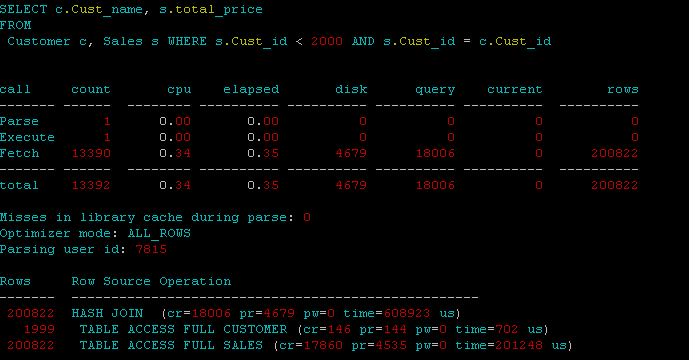 SELECT c.Cust_name, s.total_price
FROM
 Customer c, Sales s WHERE s.Cust_id < 2000 AND s.Cust_id = c.Cust_id
call     count       cpu    elapsed       disk      query    current        rows
------- ------  -------- ---------- ---------- ---------- ----------  ----------
Parse        1      0.00       0.00          0          0          0           0
Execute      1      0.00       0.00          0          0          0           0
Fetch    13390      0.34       0.35       4679      18006          0      200822
------- ------  -------- ---------- ---------- ---------- ----------  ----------
total    13392      0.34       0.35       4679      18006          0      200822
Misses in library cache during parse: 0
Optimizer mode: ALL_ROWS
Parsing user id: 7815
Rows     Row Source Operation
-------  ---------------------------------------------------
 200822  HASH JOIN  (cr=18006 pr=4679 pw=0 time=608923 us)
   1999   TABLE ACCESS FULL CUSTOMER (cr=146 pr=144 pw=0 time=702 us)
 200822   TABLE ACCESS FULL SALES (cr=17860 pr=4535 pw=0 time=201248 us)